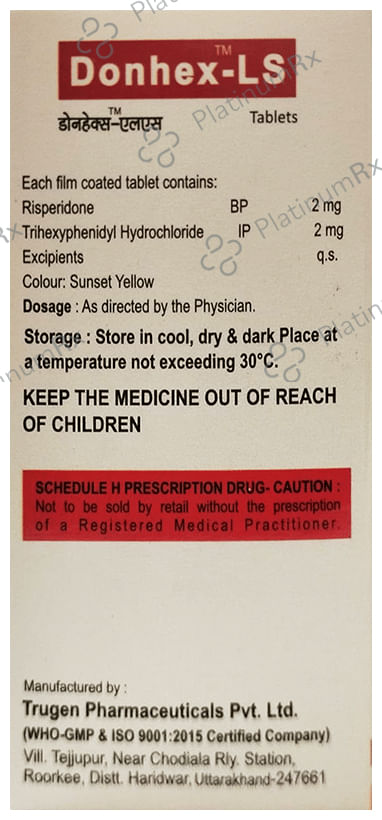 Donhex-LS™
डोनहेक्स-एलएस™ Tablets
Each film coated tablet contains:
Risperidone BP 2 mg
Trihexyphenidyl Hydrochloride IP 2 mg
Excipients q.s.
Colour: Sunset Yellow
Dosage : As directed by the Physician.
Storage : Store in cool, dry & dark Place at
a temperature not exceeding 30°C.
KEEP THE MEDICINE OUT OF REACH
OF CHILDREN
SCHEDULE H PRESCRIPTION DRUG- CAUTION :
Not to be sold by retail without the prescription
of a Registered Medical Practitioner.
Manufactured by :
Trugen Pharmaceuticals Pvt. Ltd.
(WHO-GMP & ISO 9001:2015 Certified Company)
Vill. Tejjupur, Near Chodiala Rly. Station,
Roorkee, Distt. Haridwar, Uttarakhand-247661
PlatinumRx
PlatinumRx